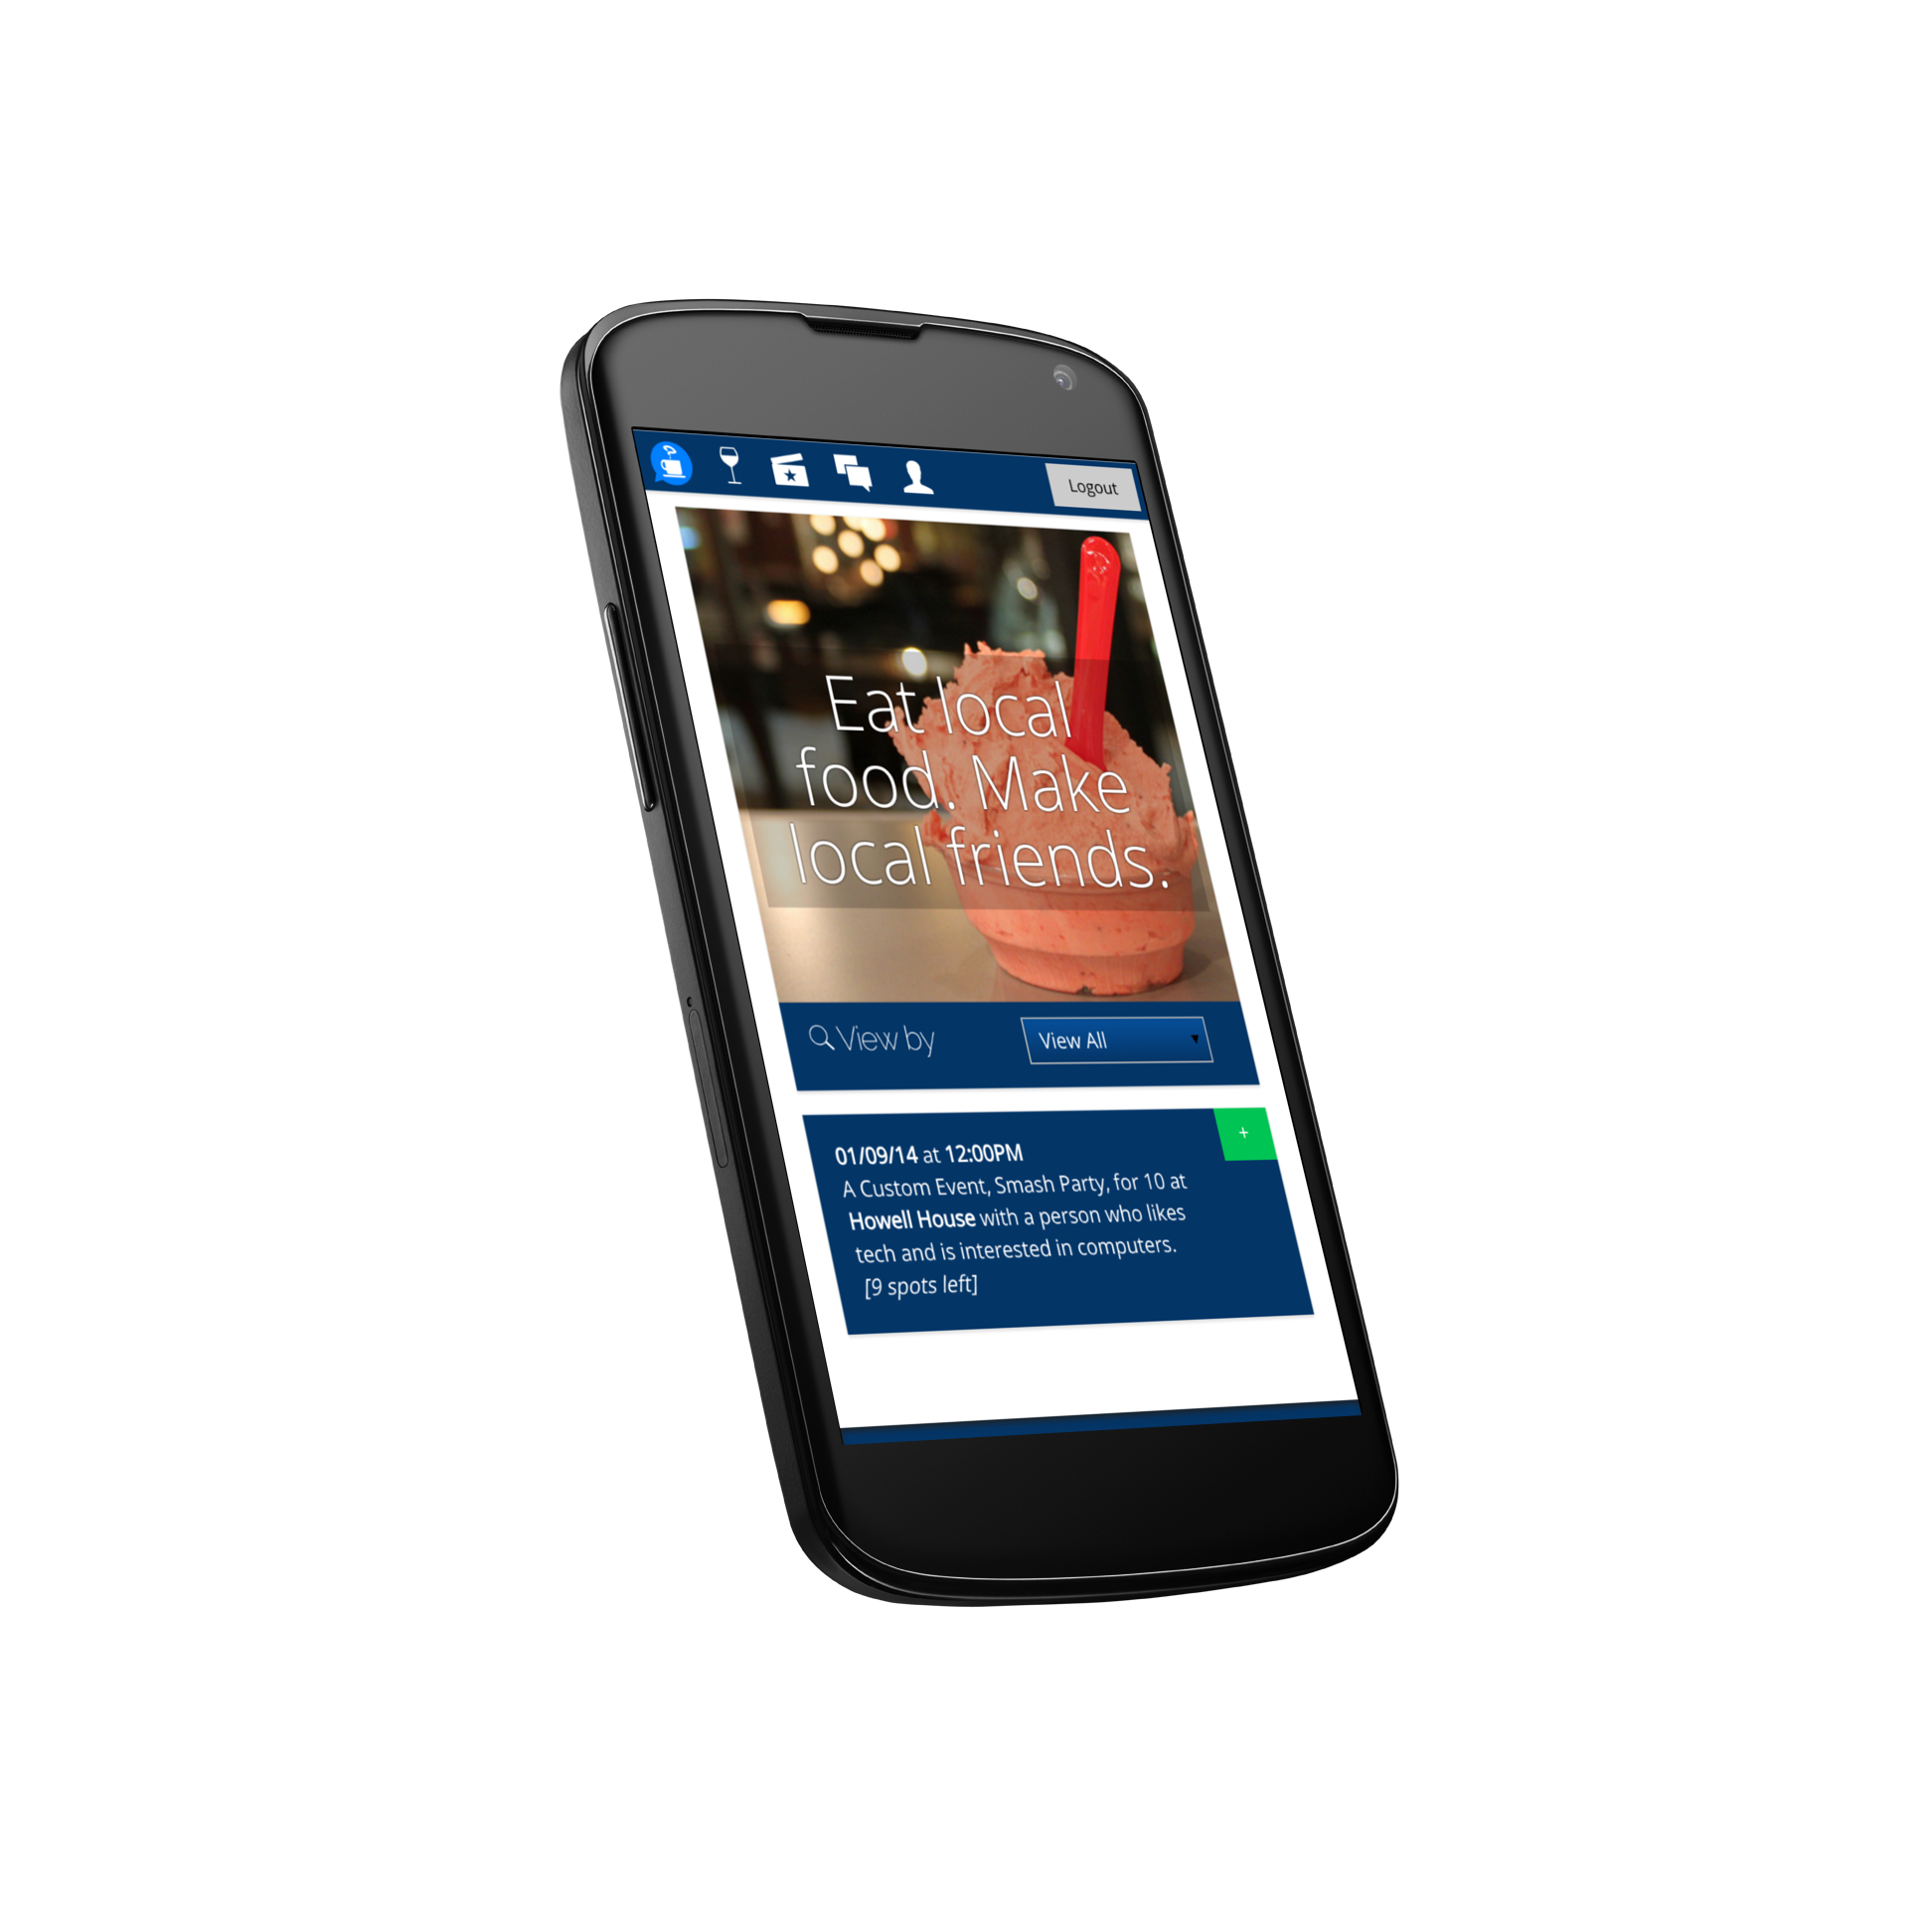 Logout
Eat local
food. Make
local friends.
View by
View All
+
01/09/14 at 12:00PM
A Custom Event, Smash Party, for 10 at
Howell House with a person who likes
tech and is interested in computers.
[9 spots left]